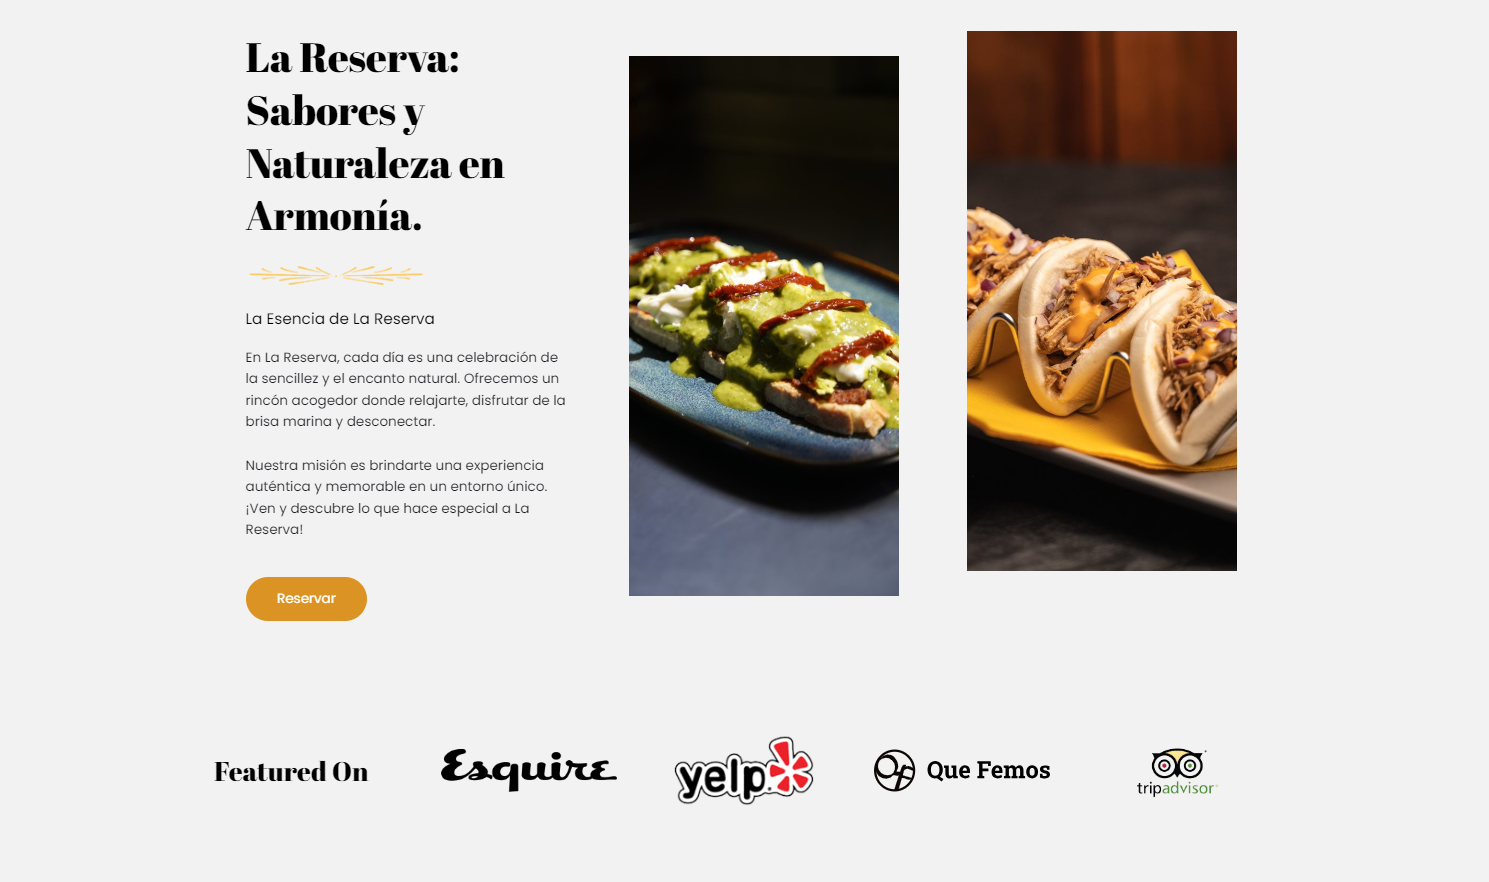 La Reserva:
Sabores y
Naturaleza en
Armonía.
La Esencia de La Reserva
En La Reserva, cada día es una celebración de
la sencillez y el encanto natural. Ofrecemos un
rincón acogedor donde relajarte, disfrutar de la
brisa marina y desconectar.
Nuestra misión es brindarte una experiencia
auténtica y memorable en un entorno único.
¡Ven y descubre lo que hace especial a La
Reserva!
Reservar
Featured On
Esquire
yelp
Que Femos
tripadvisor